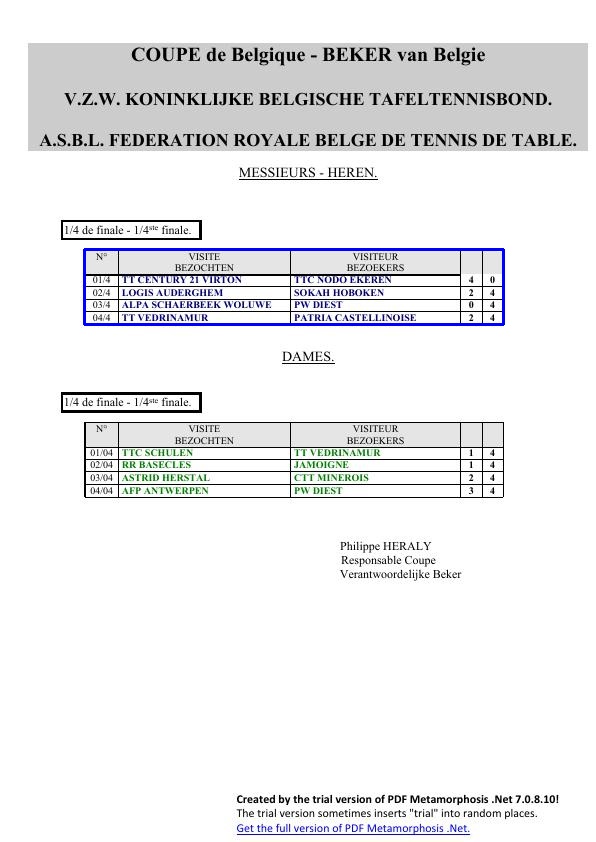 COUPE de Belgique - BEKER van Belgie
V.Z.W. KONINKLIJKE BELGISCHE TAFELTENNISBOND.
A.S.B.L. FEDERATION ROYALE BELGE DE TENNIS DE TABLE.
MESSIEURS - HEREN.
1/4 de finale - 1/4ste finale.
N° VISITE VISITEUR
BEZOCHTEN BEZOEKERS
01/4 TT CENTURY 21 VIRTON TTC NODO EKEREN 4 0
02/4 LOGIS AUDERGHEM SOKAH HOBOKEN 2 4
03/4 ALPA SCHAERBEEK WOLUWE PW DIEST 0 4
04/4 TT VEDRINAMUR PATRIA CASTELLINOISE 2 4
DAMES.
1/4 de finale - 1/4ste finale.
N° VISITE VISITEUR
BEZOCHTEN BEZOEKERS
01/04 TTC SCHULEN TT VEDRINAMUR 1 4
02/04 RR BASECLES JAMOIGNE 1 4
03/04 ASTRID HERSTAL CTT MINEROIS 2 4
04/04 AFP ANTWERPEN PW DIEST 3 4
Philippe HERALY
Responsable Coupe
Verantwoordelijke Beker
Created by the trial version of PDF Metamorphosis .Net 7.0.8.10!
The trial version sometimes inserts "trial" into random places.
Get the full version of PDF Metamorphosis .Net.